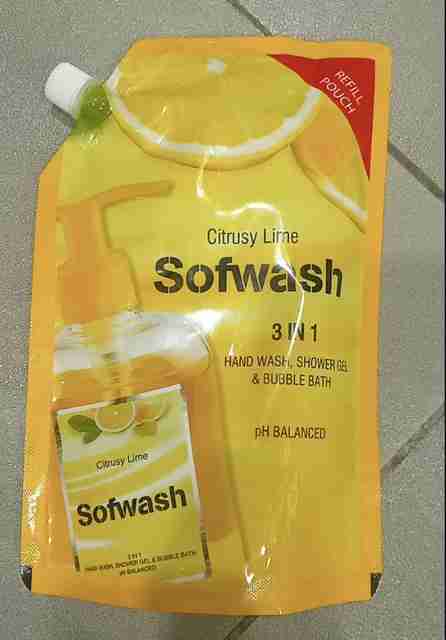 REFILL
POUCH
Citrusy Lime
Sofwash
3 IN 1
HAND WASH, SHOWER GEL
& BUBBLE BATH
pH BALANCED
Citrusy Lime
Sofwash
3 IN 1
HAND WASH, SHOWER GEL & BUBBLE BATH
pH BALANCED